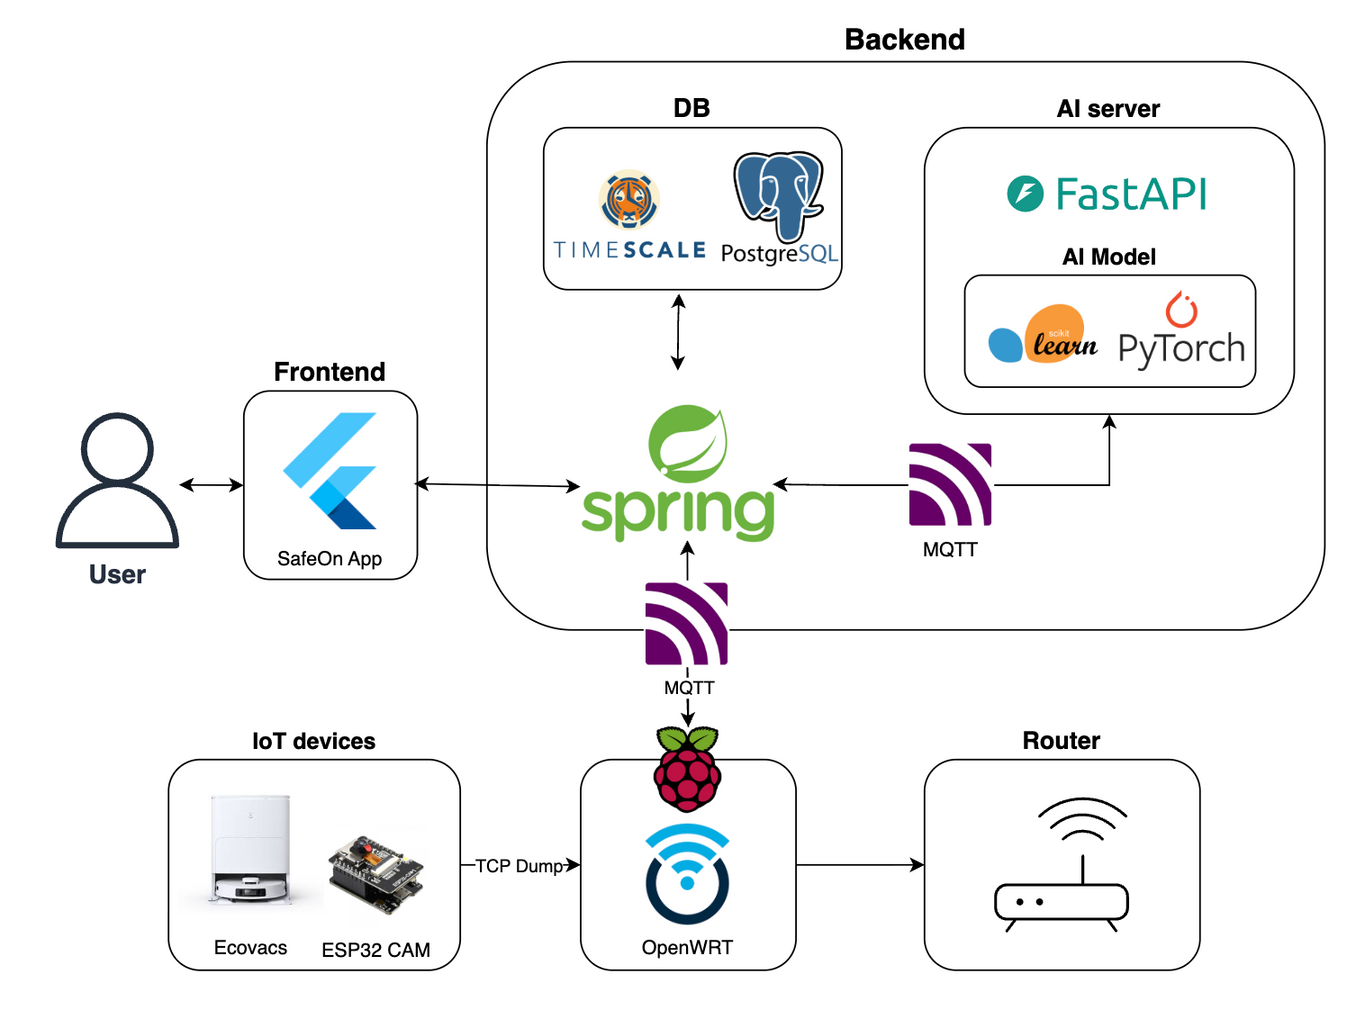 Backend
DB
AI server
TIMESCALE
PostgreSQL
FastAPI
AI Model
scikit
learn
PyTorch
Frontend
SafeOn App
User
spring
MQTT
MQTT
IoT devices
Router
Ecovacs
ESP32 CAM
TCP Dump
OpenWRT